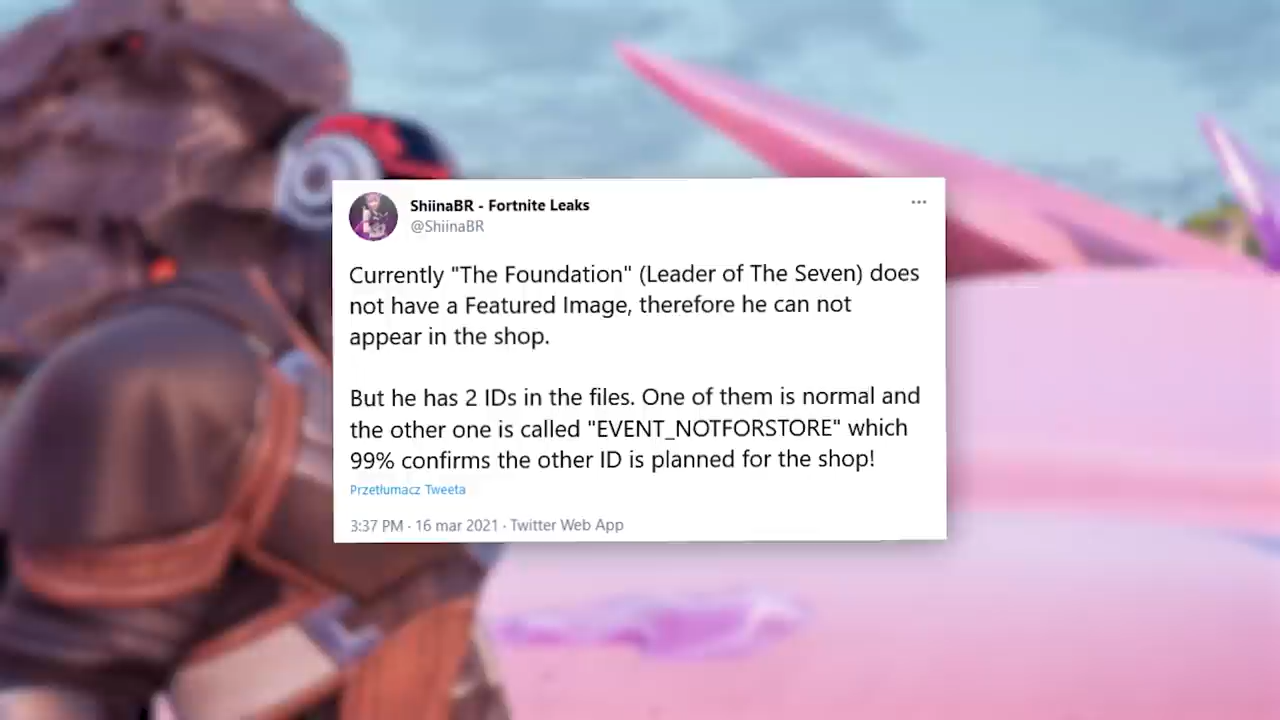 ShiinaBR - Fortnite Leaks
@ShiinaBR
Currently "The Foundation" (Leader of The Seven) does
not have a Featured Image, therefore he can not
appear in the shop.
But he has 2 IDs in the files. One of them is normal and
the other one is called "EVENT_NOTFORSTORE" which
99% confirms the other ID is planned for the shop!
Przetłumacz Tweeta
3:37 PM · 16 mar 2021 · Twitter Web App